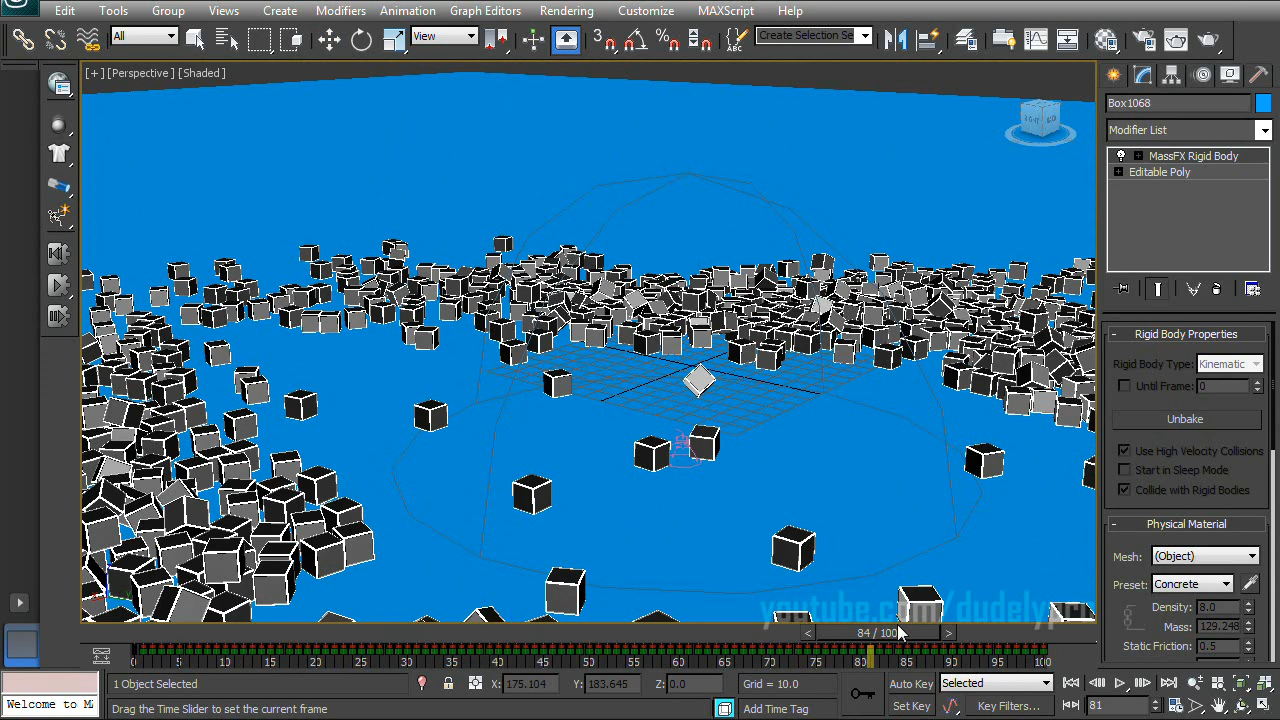 Edit Tools Group Views Create Modifiers Animation Graph Editors Rendering Customize MAXScript Help
All View 3 Create Selection Se
[+] [Perspective] [Shaded]
Box1068
Modifier List
MassFX Rigid Body
Editable Poly
Rigid Body Properties
Rigid Body Type: Kinematic
Until Frame: 0
Unbake
Use High Velocity Collisions
Start in Sleep Mode
Collide with Rigid Bodies
Physical Material
Mesh: (Object)
Preset: Concrete
Density: 8.0
Mass: 129.248
Static Friction: 0.5
youtube.com/dudelypr
< 84 / 100 >
0 5 10 15 20 25 30 35 40 45 50 55 60 65 70 75 80 85 90 95 100
1 Object Selected X: 175.104 Y: 183.645 Z: 0.0 Grid = 10.0 Auto Key Selected
Welcome to M Drag the Time Slider to set the current frame Add Time Tag Set Key Key Filters... 81